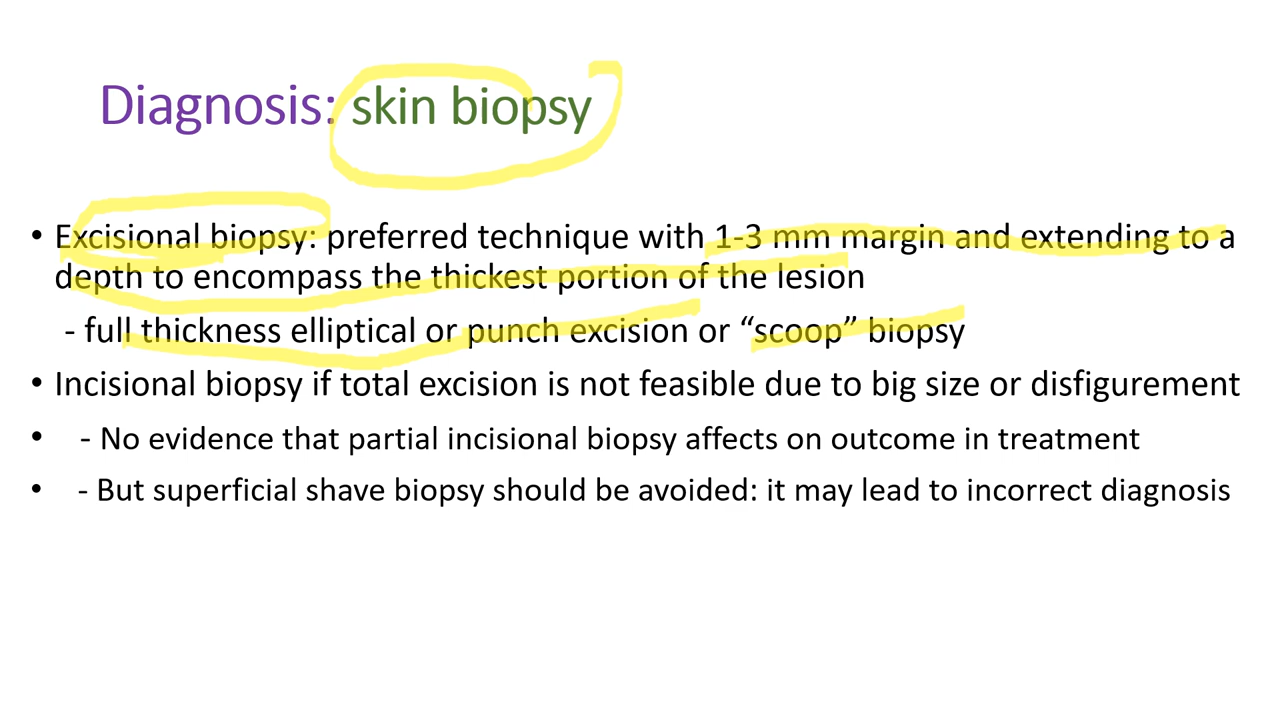 Diagnosis: skin biopsy
• Excisional biopsy: preferred technique with 1-3 mm margin and extending to a
depth to encompass the thickest portion of the lesion
- full thickness elliptical or punch excision or “scoop” biopsy
• Incisional biopsy if total excision is not feasible due to big size or disfigurement
• - No evidence that partial incisional biopsy affects on outcome in treatment
• - But superficial shave biopsy should be avoided: it may lead to incorrect diagnosis